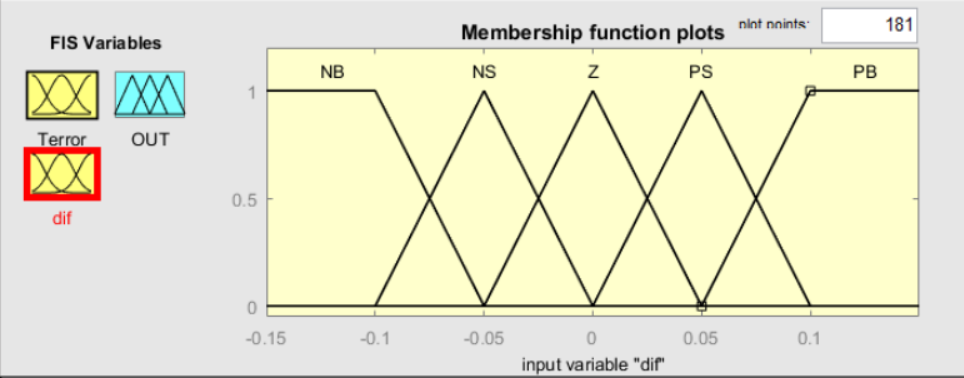 FIS Variables
Terror
OUT
dif
Membership function plots
plot points:
181
NB
NS
Z
PS
PB
1
0.5
0
-0.15
-0.1
-0.05
0
0.05
0.1
input variable "dif"